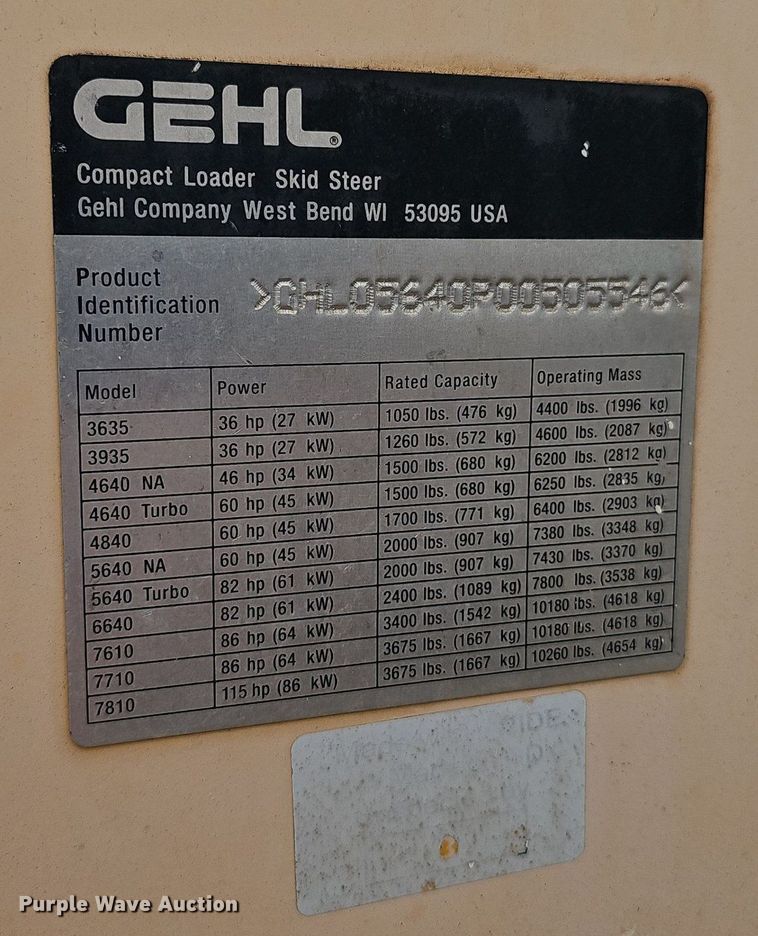 GEHL®
Compact Loader Skid Steer
Gehl Company West Bend WI 53095 USA
Product
Identification
Number
>GHL05640P00505546<
Model Power Rated Capacity Operating Mass
3635 36 hp (27 kW) 1050 lbs. (476 kg) 4400 lbs. (1996 kg)
3935 36 hp (27 kW) 1260 lbs. (572 kg) 4600 lbs. (2087 kg)
4640 NA 46 hp (34 kW) 1500 lbs. (680 kg) 6200 lbs. (2812 kg)
4640 Turbo 60 hp (45 kW) 1500 lbs. (680 kg) 6250 lbs. (2835 kg)
4840 60 hp (45 kW) 1700 lbs. (771 kg) 6400 lbs. (2903 kg)
5640 NA 60 hp (45 kW) 2000 lbs. (907 kg) 7380 lbs. (3348 kg)
5640 Turbo 82 hp (61 kW) 2000 lbs. (907 kg) 7430 lbs. (3370 kg)
6640 82 hp (61 kW) 2400 lbs. (1089 kg) 7800 lbs. (3538 kg)
7610 86 hp (64 kW) 3400 lbs. (1542 kg) 10180 lbs. (4618 kg)
7710 86 hp (64 kW) 3675 lbs. (1667 kg) 10180 lbs. (4618 kg)
7810 115 hp (86 kW) 3675 lbs. (1667 kg) 10260 lbs. (4654 kg)
Purple Wave Auction